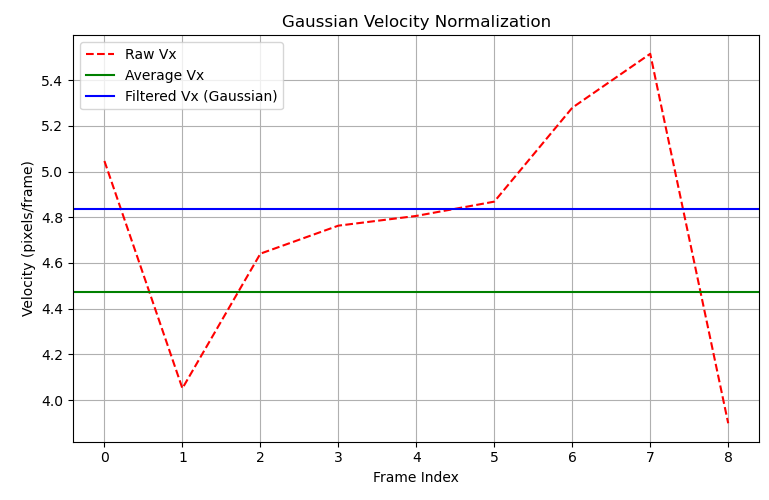 Gaussian Velocity Normalization
Raw Vx
Average Vx
Filtered Vx (Gaussian)
Velocity (pixels/frame)
5.4
5.2
5.0
4.8
4.6
4.4
4.2
4.0
0 1 2 3 4 5 6 7 8
Frame Index